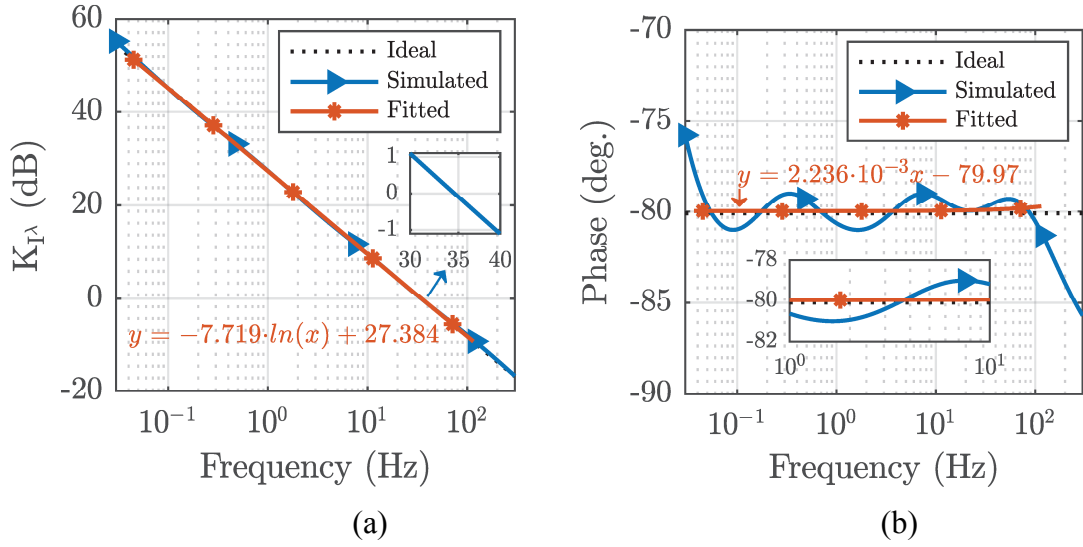 60
40
20
0
-20
K_{I^λ} (dB)
Ideal
Simulated
Fitted
1
0
-1
30 35 40
y = −7.719·ln(x) + 27.384
10^{−1} 10^0 10^1 10^2
Frequency (Hz)
(a)
-70
-75
-80
-85
-90
Phase (deg.)
Ideal
Simulated
Fitted
y = 2.236·10^{−3}x − 79.97
-78
-80
-82
10^0 10^1
10^{−1} 10^0 10^1 10^2
Frequency (Hz)
(b)